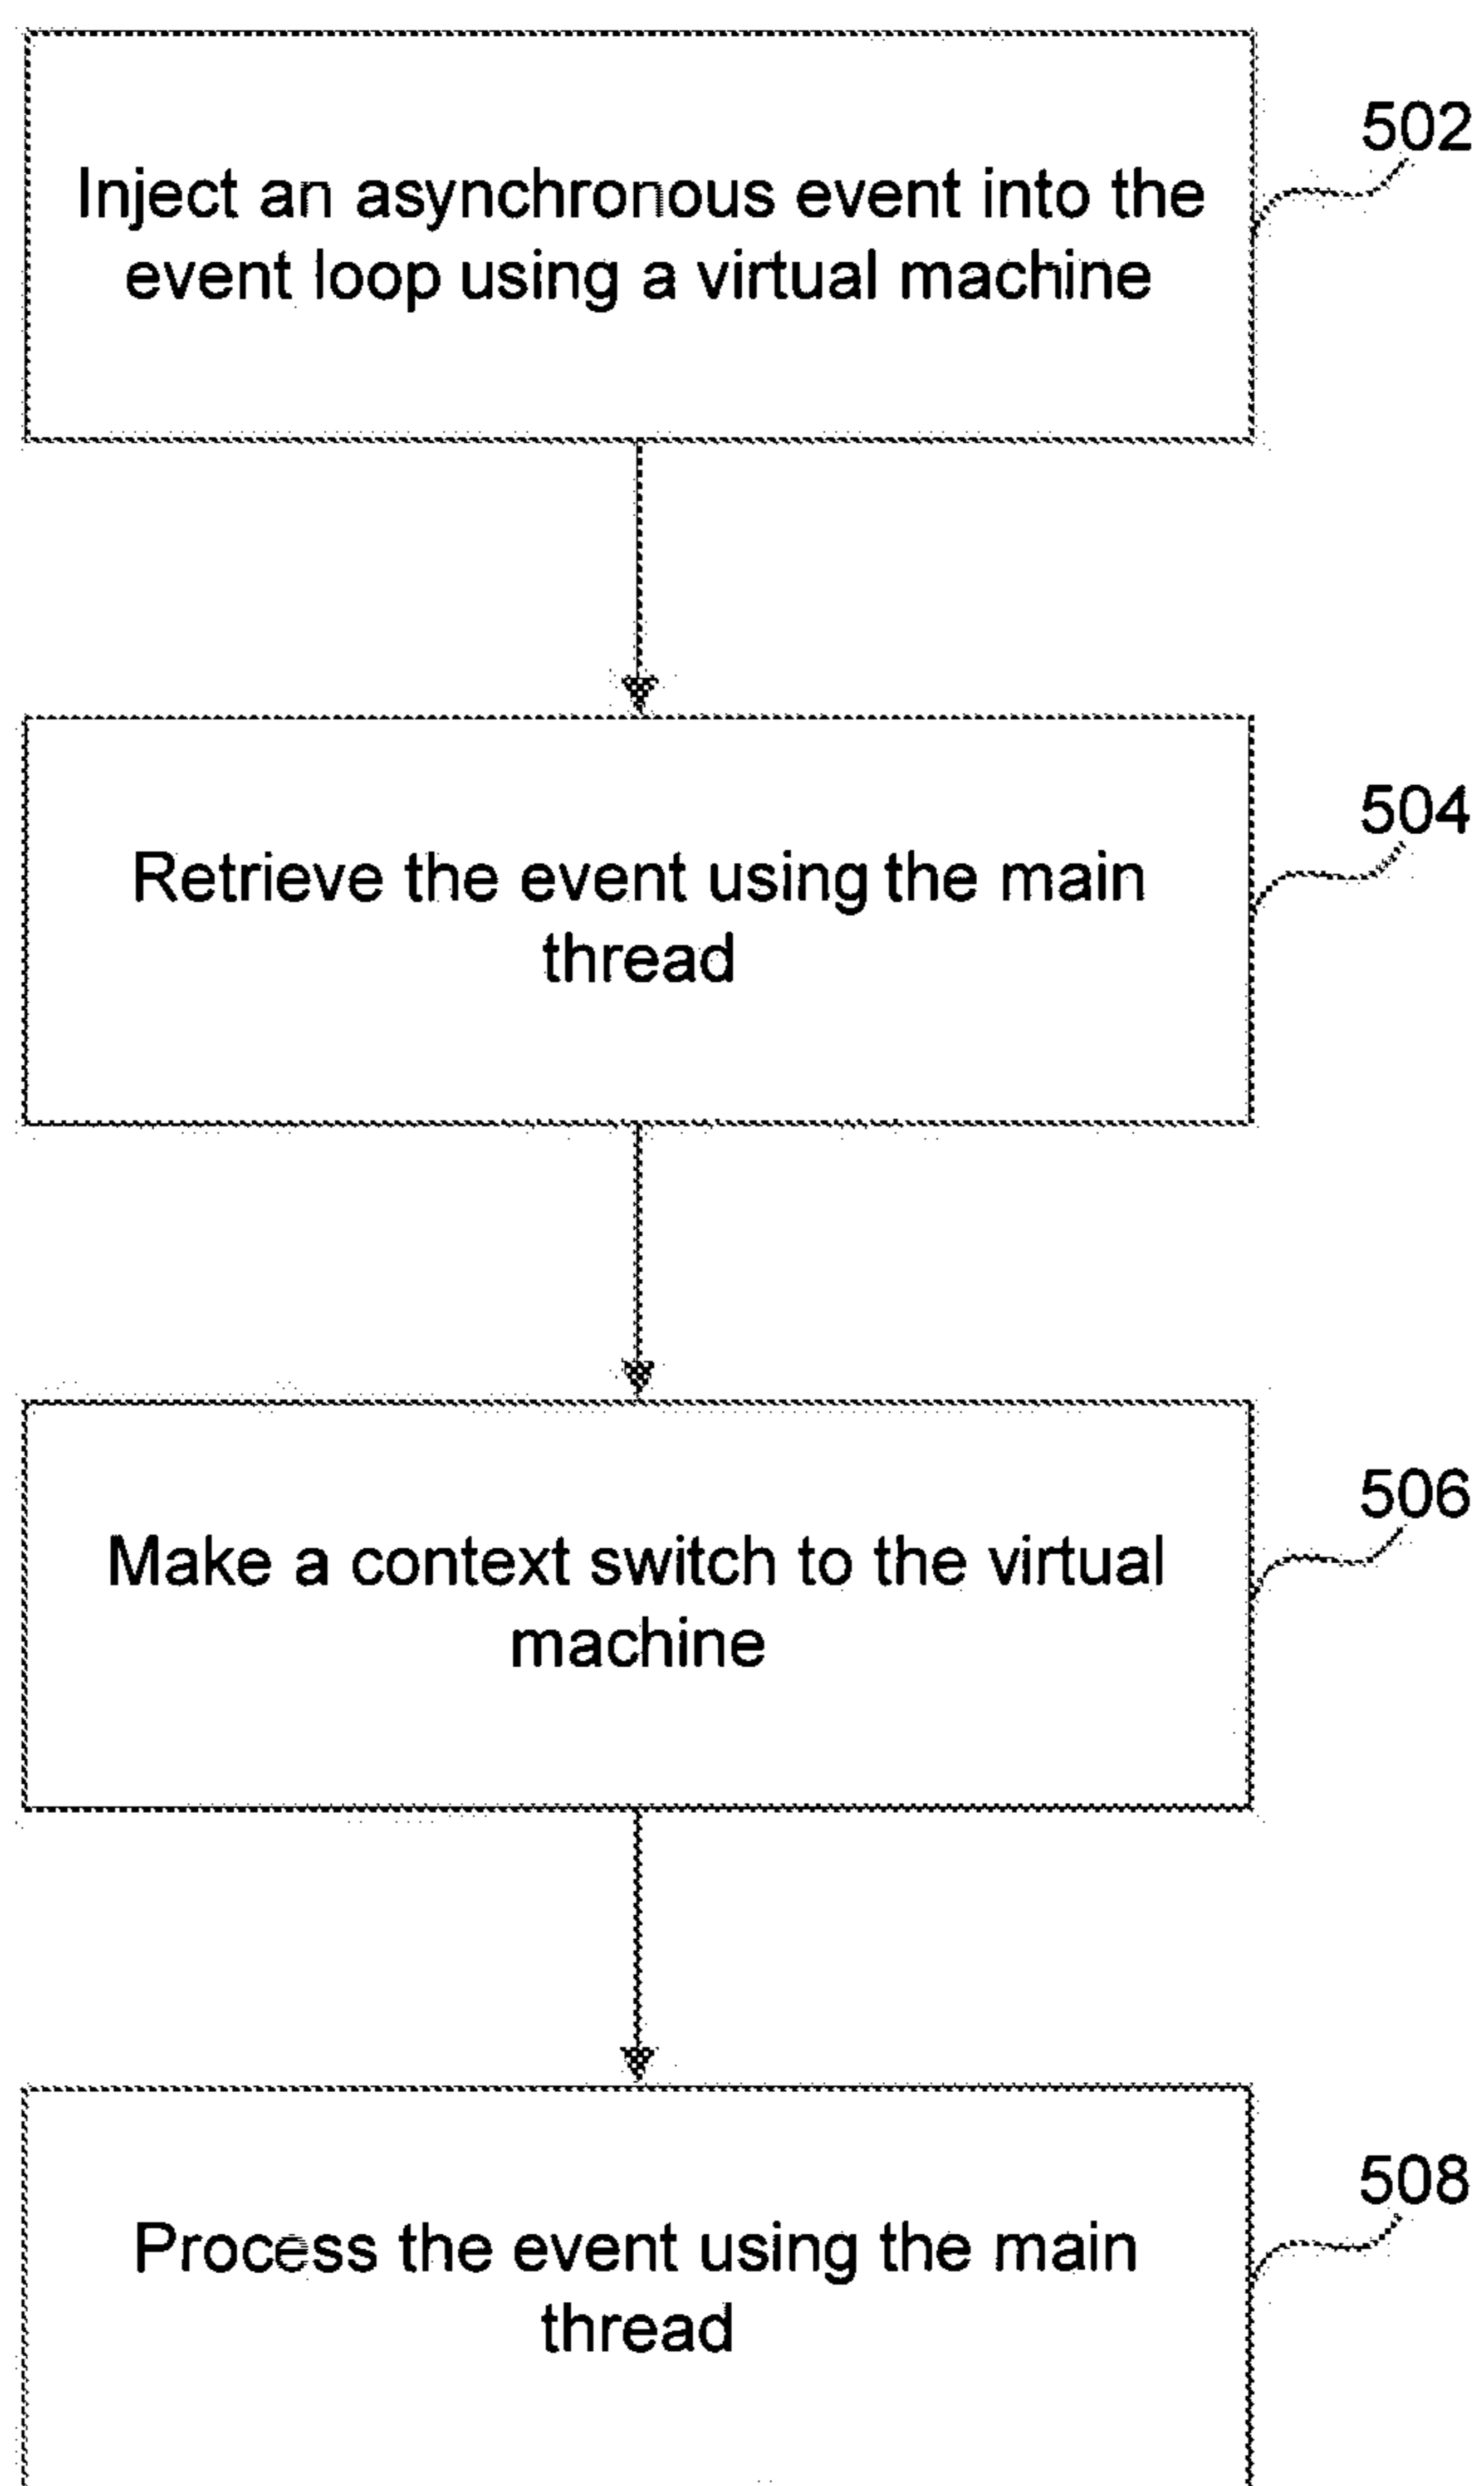 502
Inject an asynchronous event into the
event loop using a virtual machine
504
Retrieve the event using the main
thread
506
Make a context switch to the virtual
machine
508
Process the event using the main
thread